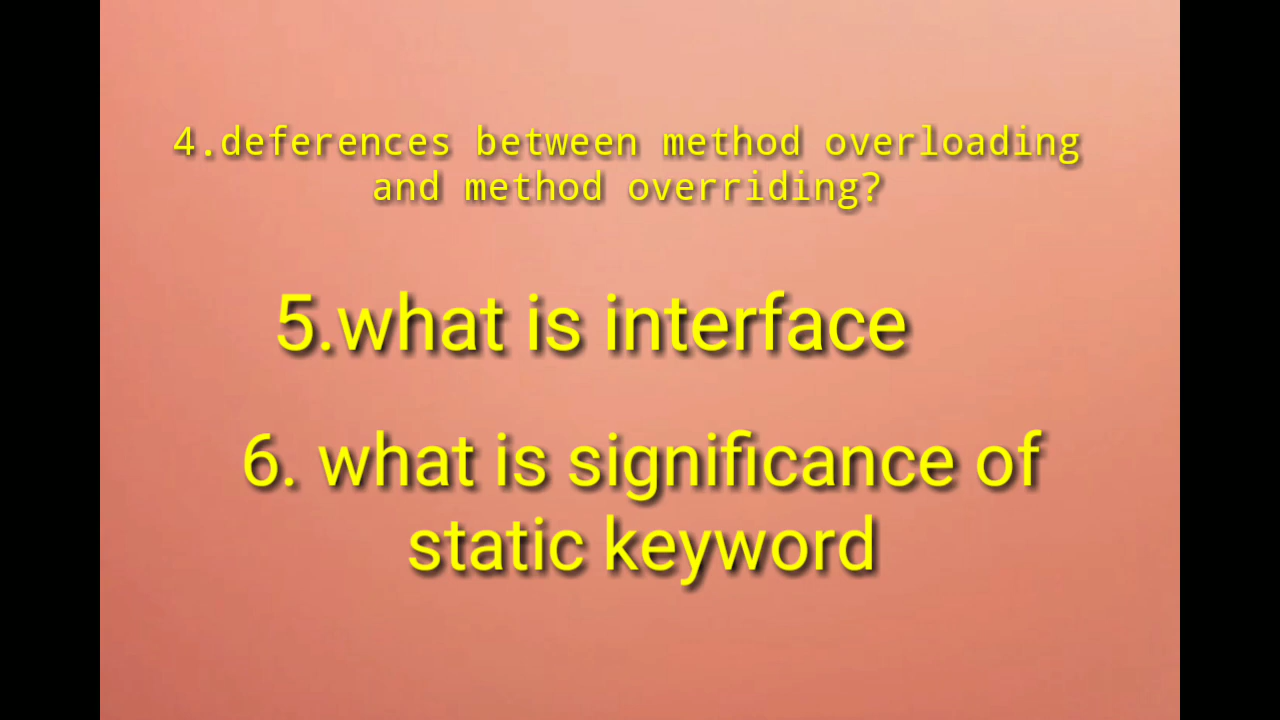 4.deferences between method overloading
and method overriding?
5.what is interface
6. what is significance of
static keyword